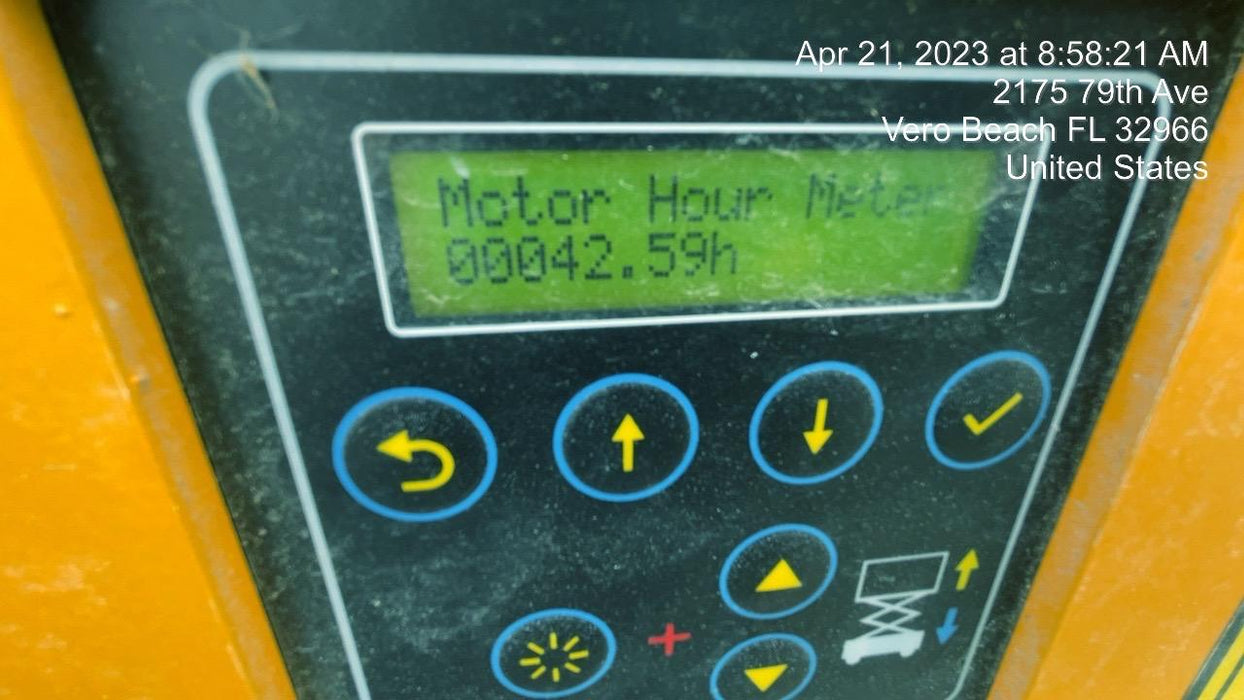 Apr 21, 2023 at 8:58:21 AM
2175 79th Ave
Vero Beach FL 32966
United States
Motor Hour Meter
00042.59h